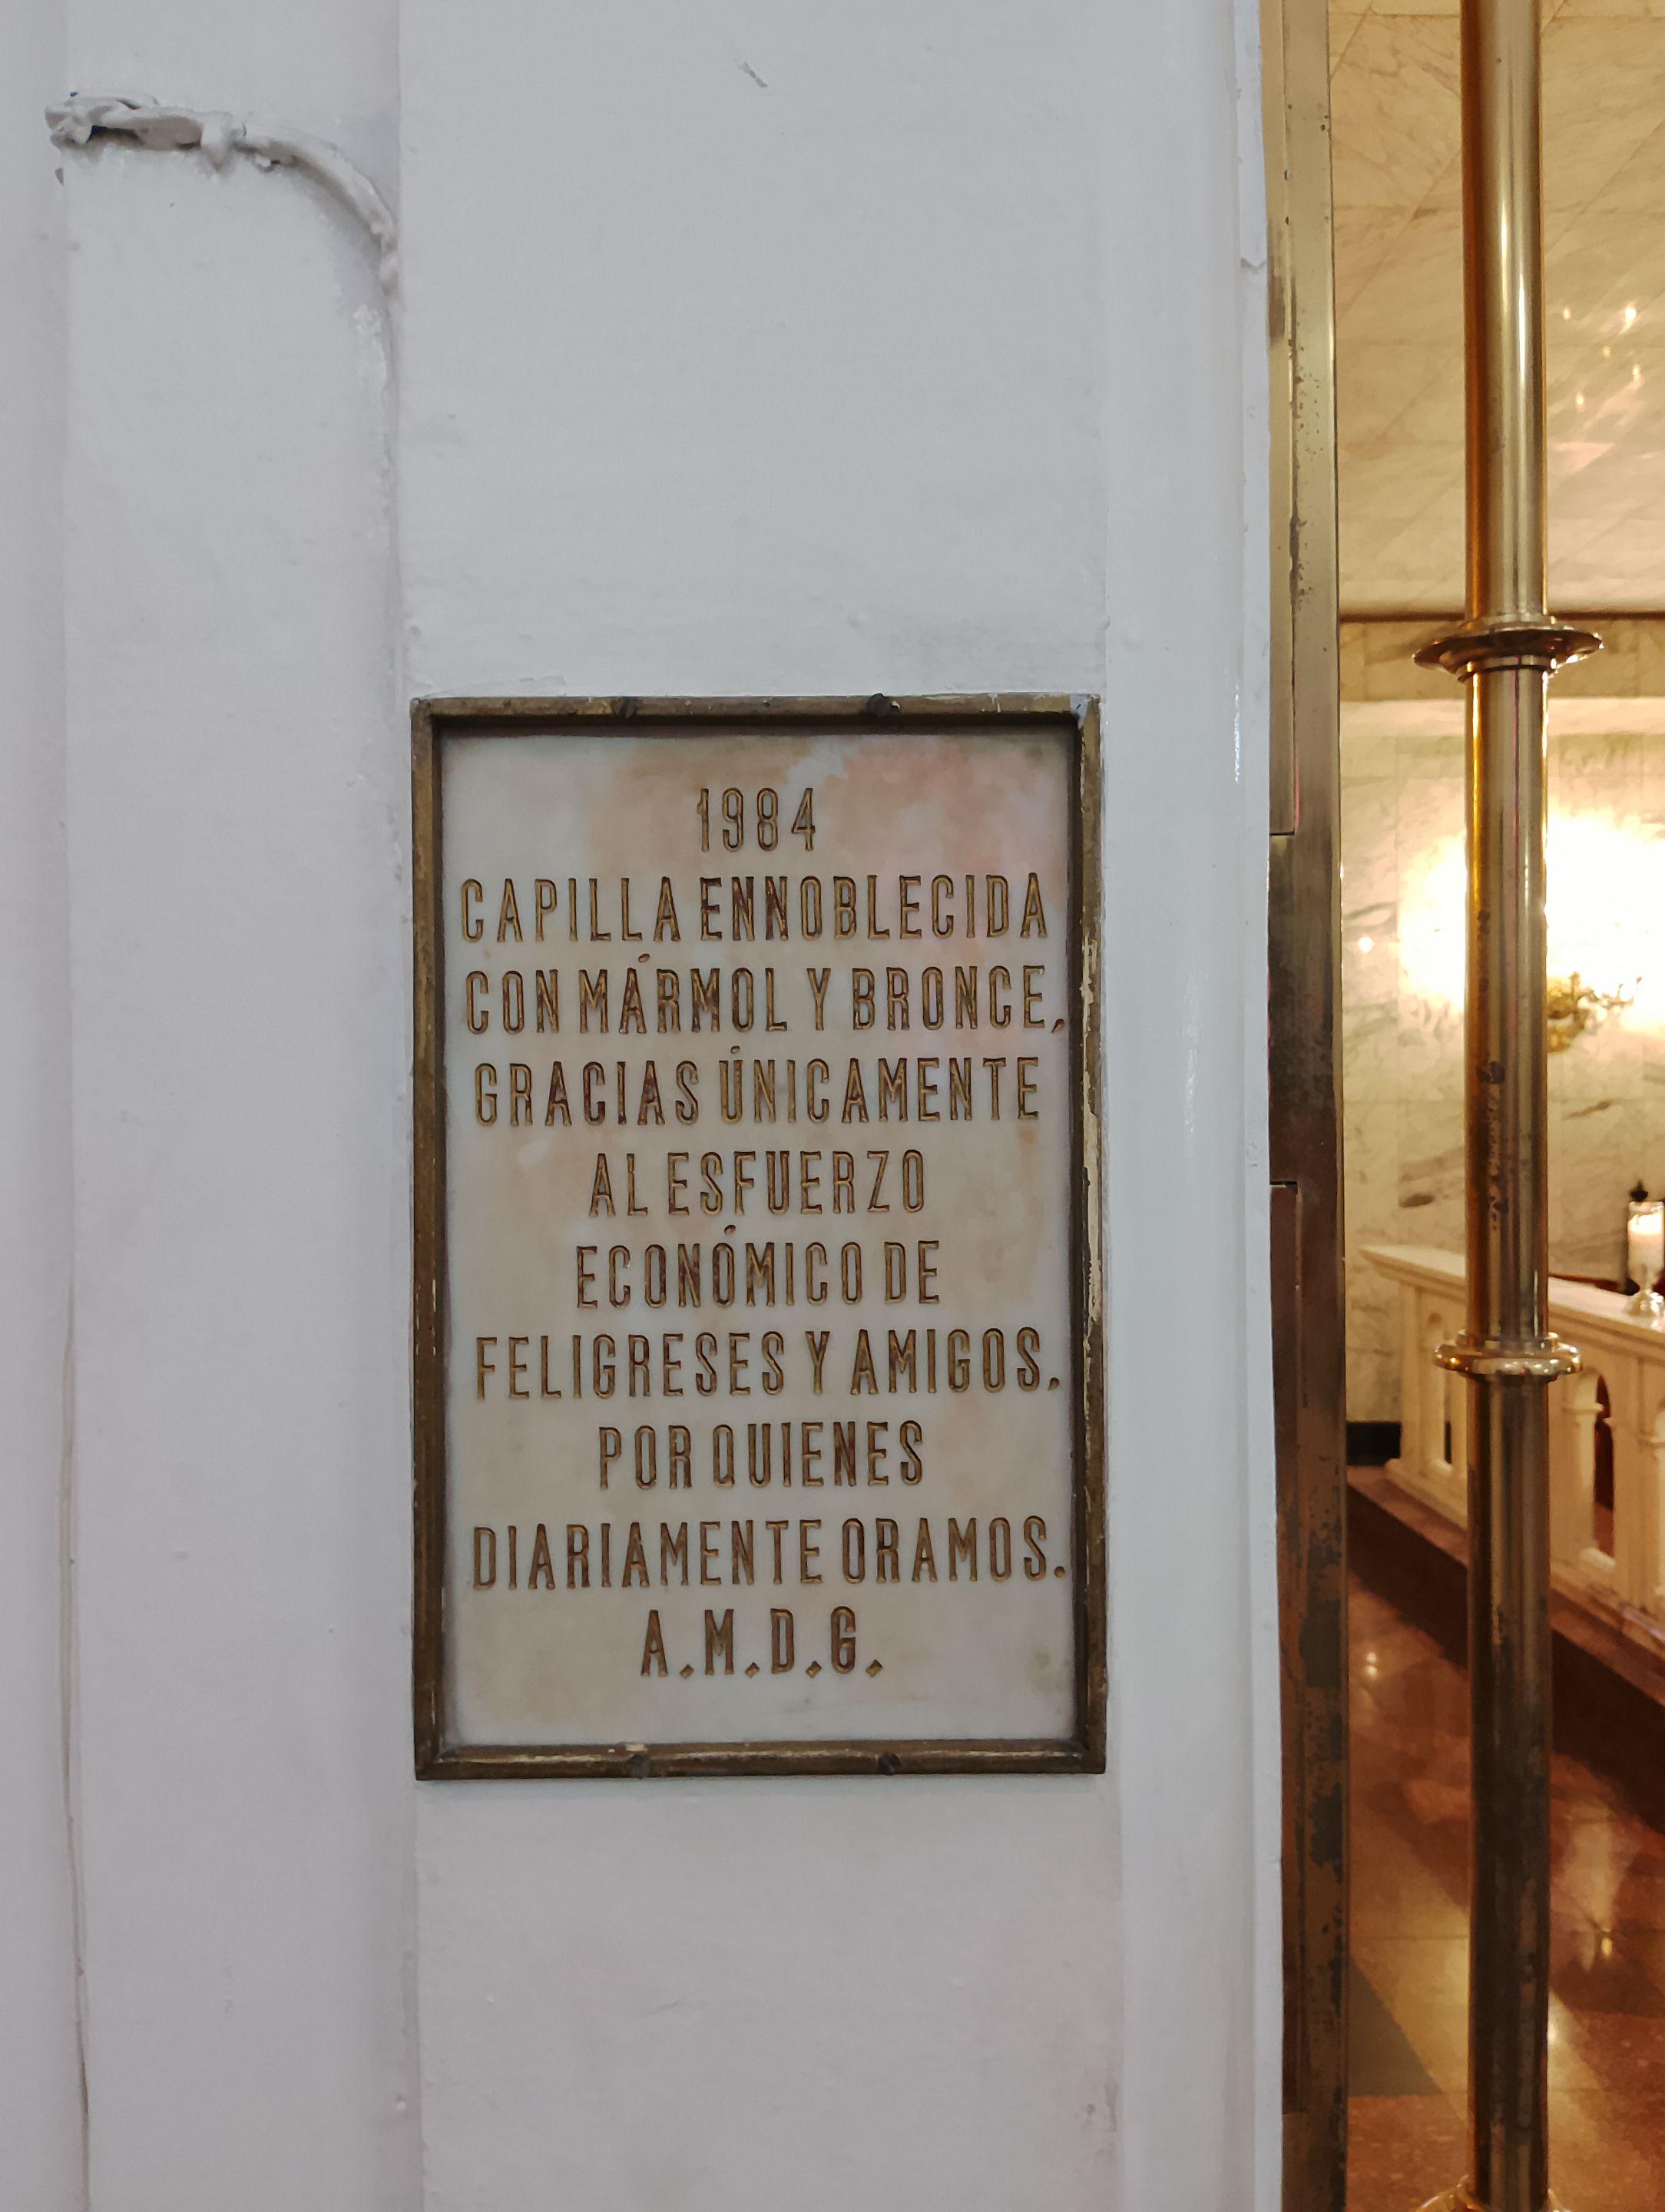 1984
CAPILLA ENNOBLECIDA
CON MÁRMOL Y BRONCE,
GRACIAS ÚNICAMENTE
AL ESFUERZO
ECONÓMICO DE
FELIGRESES Y AMIGOS.
POR QUIENES
DIARIAMENTE ORAMOS.
A.M.D.G.